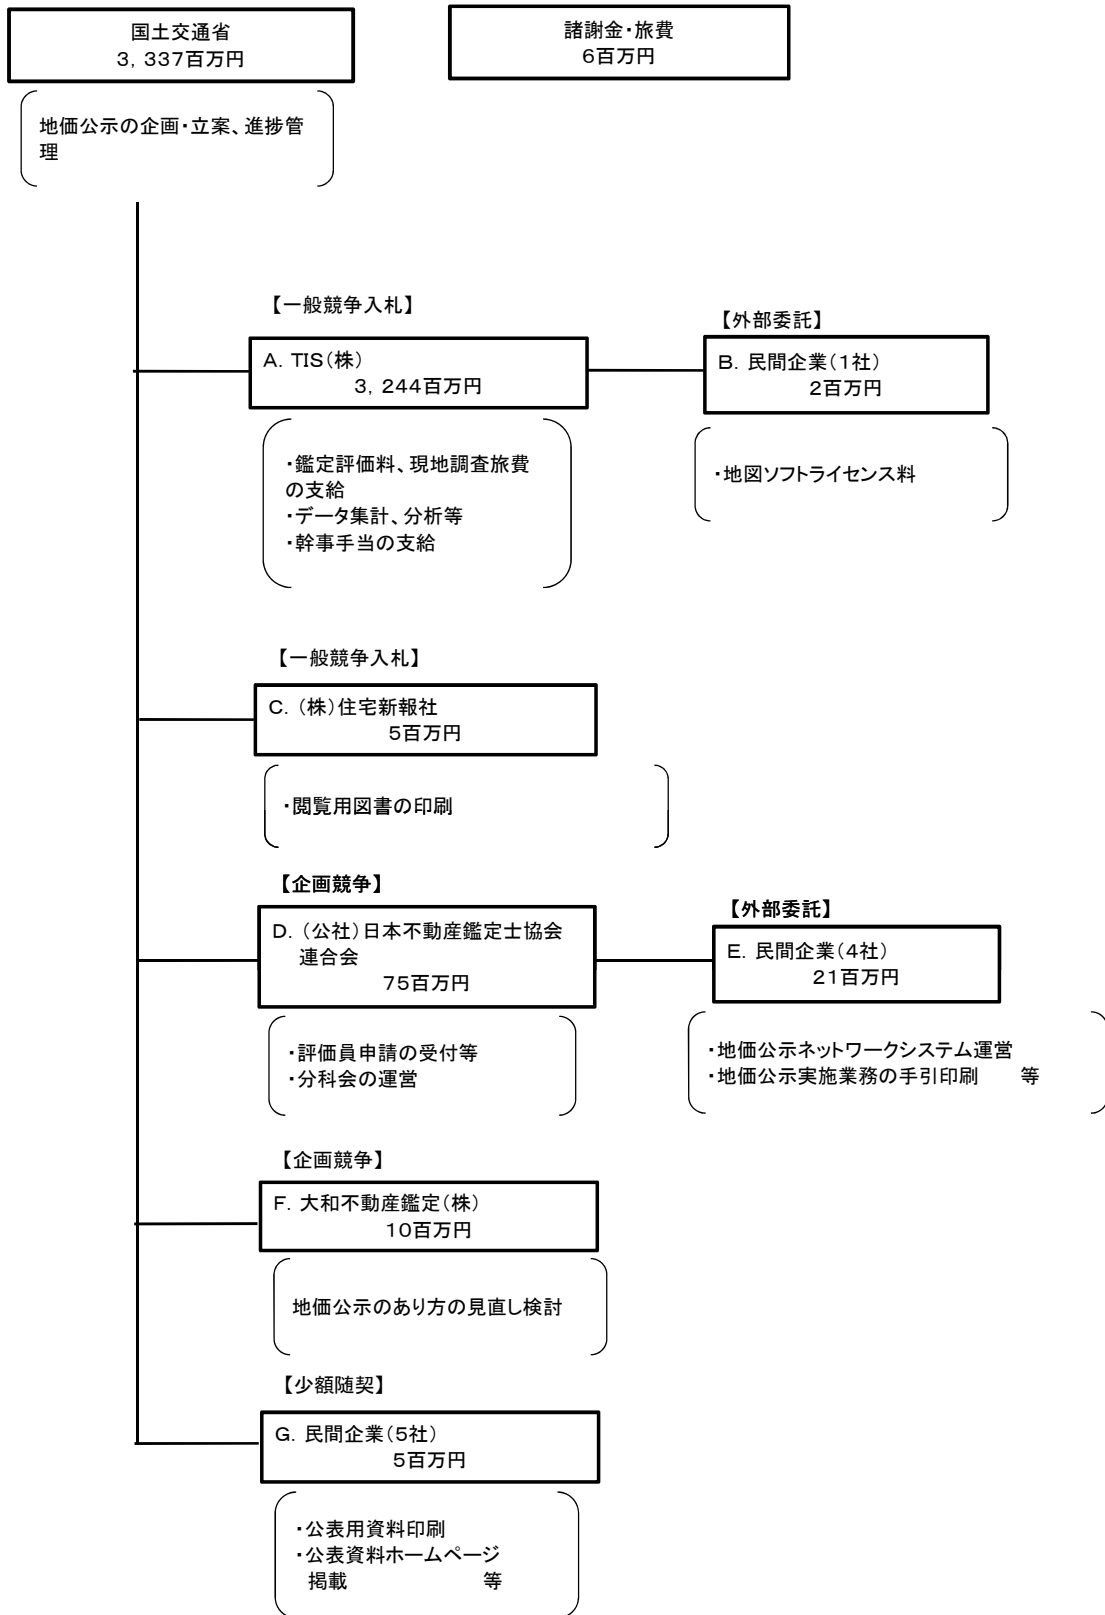 国土交通省
3,337百万円
諸謝金・旅費
6百万円
地価公示の企画・立案、進捗管
理
【一般競争入札】
A. TIS(株)
3,244百万円
【外部委託】
B. 民間企業(1社)
2百万円
・鑑定評価料、現地調査旅費
の支給
・データ集計、分析等
・幹事手当の支給
・地図ソフトライセンス料
【一般競争入札】
C. (株)住宅新報社
5百万円
・閲覧用図書の印刷
【企画競争】
D. (公社)日本不動産鑑定士協会
連合会
75百万円
【外部委託】
E. 民間企業(4社)
21百万円
・評価員申請の受付等
・分科会の運営
・地価公示ネットワークシステム運営
・地価公示実施業務の手引印刷 等
【企画競争】
F. 大和不動産鑑定(株)
10百万円
地価公示のあり方の見直し検討
【少額随契】
G. 民間企業(5社)
5百万円
・公表用資料印刷
・公表資料ホームページ
掲載 等